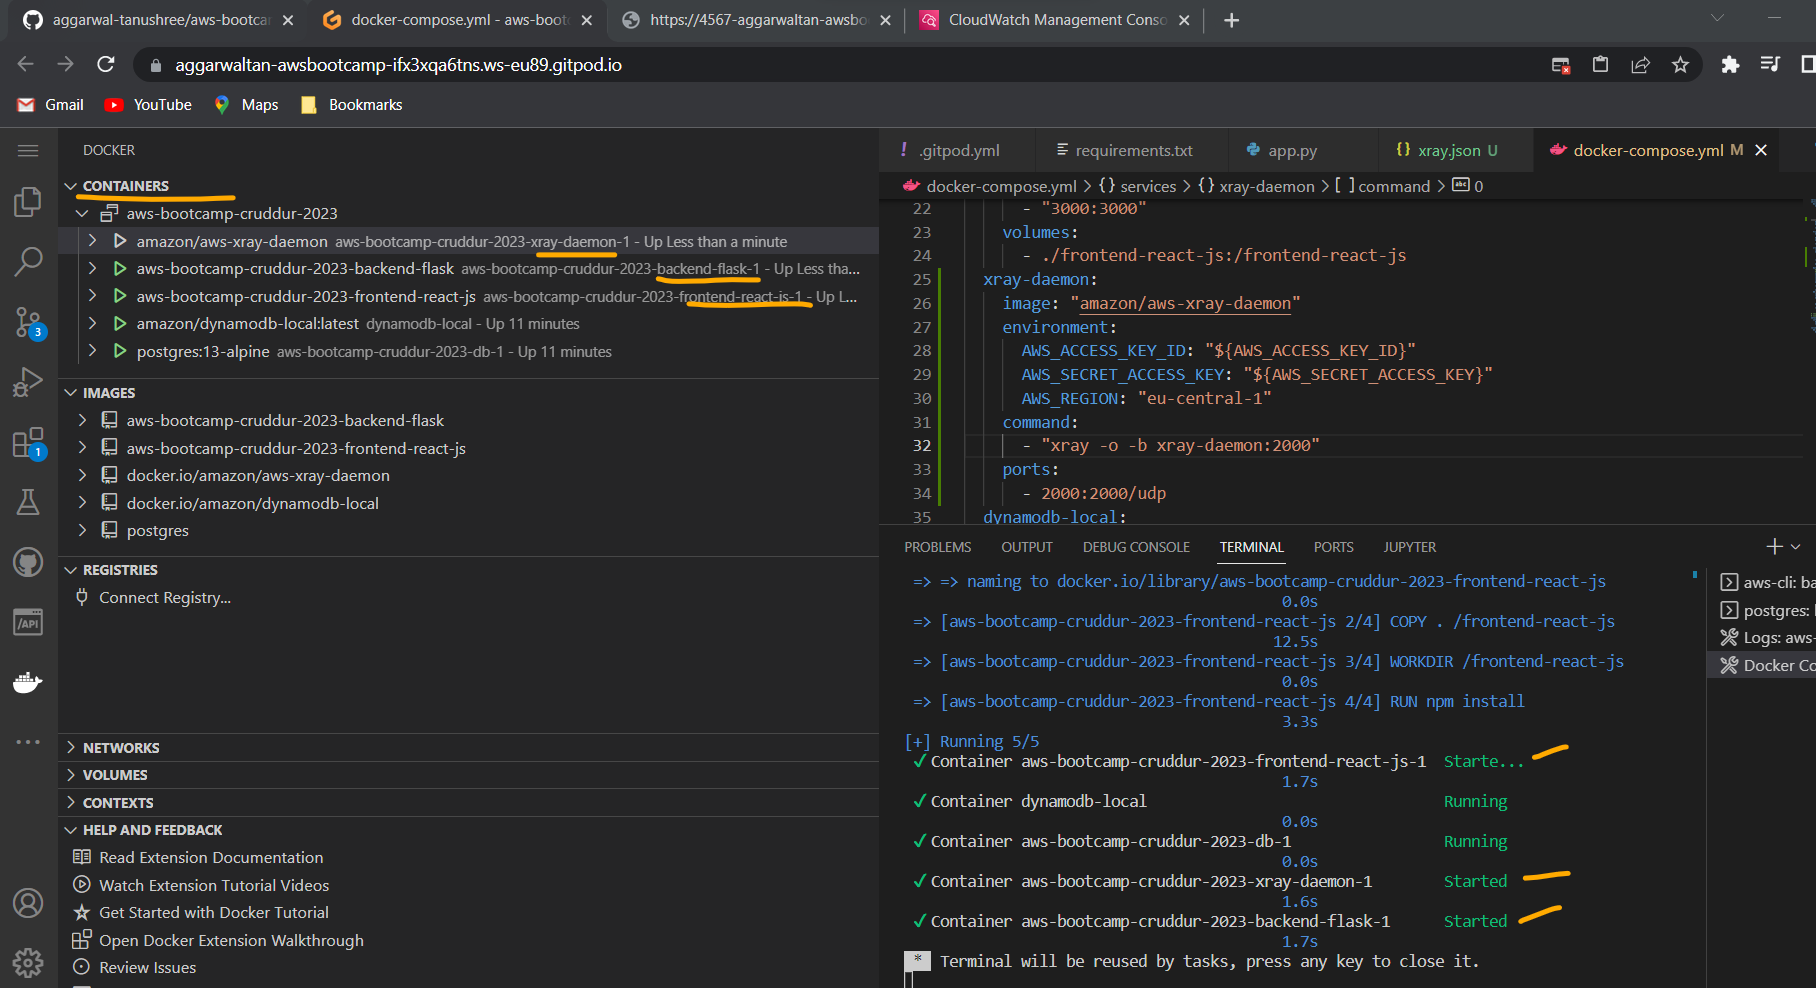 aggarwal-tanushree/aws-bootca
docker-compose.yml - aws-boot
https://4567-aggarwaltan-awsbo
CloudWatch Management Conso
aggarwaltan-awsbootcamp-ifx3xqa6tns.ws-eu89.gitpod.io
Gmail YouTube Maps Bookmarks
DOCKER
CONTAINERS
aws-bootcamp-cruddur-2023
amazon/aws-xray-daemon aws-bootcamp-cruddur-2023-xray-daemon-1 - Up Less than a minute
aws-bootcamp-cruddur-2023-backend-flask aws-bootcamp-cruddur-2023-backend-flask-1 - Up Less tha...
aws-bootcamp-cruddur-2023-frontend-react-js aws-bootcamp-cruddur-2023-frontend-react-js-1 - Up L...
amazon/dynamodb-local:latest dynamodb-local - Up 11 minutes
postgres:13-alpine aws-bootcamp-cruddur-2023-db-1 - Up 11 minutes
IMAGES
aws-bootcamp-cruddur-2023-backend-flask
aws-bootcamp-cruddur-2023-frontend-react-js
docker.io/amazon/aws-xray-daemon
docker.io/amazon/dynamodb-local
postgres
REGISTRIES
Connect Registry...
NETWORKS
VOLUMES
CONTEXTS
HELP AND FEEDBACK
Read Extension Documentation
Watch Extension Tutorial Videos
Get Started with Docker Tutorial
Open Docker Extension Walkthrough
Review Issues
3
1
/API
! .gitpod.yml requirements.txt app.py {} xray.json U docker-compose.yml M
docker-compose.yml > {} services > {} xray-daemon > [ ] command > abc 0
22 - "3000:3000"
23 volumes:
24 - ./frontend-react-js:/frontend-react-js
25 xray-daemon:
26 image: "amazon/aws-xray-daemon"
27 environment:
28 AWS_ACCESS_KEY_ID: "${AWS_ACCESS_KEY_ID}"
29 AWS_SECRET_ACCESS_KEY: "${AWS_SECRET_ACCESS_KEY}"
30 AWS_REGION: "eu-central-1"
31 command:
32 - "xray -o -b xray-daemon:2000"
33 ports:
34 - 2000:2000/udp
35 dynamodb-local:
PROBLEMS OUTPUT DEBUG CONSOLE TERMINAL PORTS JUPYTER
=> => naming to docker.io/library/aws-bootcamp-cruddur-2023-frontend-react-js
0.0s
=> [aws-bootcamp-cruddur-2023-frontend-react-js 2/4] COPY . /frontend-react-js
12.5s
=> [aws-bootcamp-cruddur-2023-frontend-react-js 3/4] WORKDIR /frontend-react-js
0.0s
=> [aws-bootcamp-cruddur-2023-frontend-react-js 4/4] RUN npm install
3.3s
[+] Running 5/5
✓ Container aws-bootcamp-cruddur-2023-frontend-react-js-1 Starte...
1.7s
✓ Container dynamodb-local Running
0.0s
✓ Container aws-bootcamp-cruddur-2023-db-1 Running
0.0s
✓ Container aws-bootcamp-cruddur-2023-xray-daemon-1 Started
1.6s
✓ Container aws-bootcamp-cruddur-2023-backend-flask-1 Started
1.7s
* Terminal will be reused by tasks, press any key to close it.
aws-cli: ba
postgres:
Logs: aws-
Docker Co